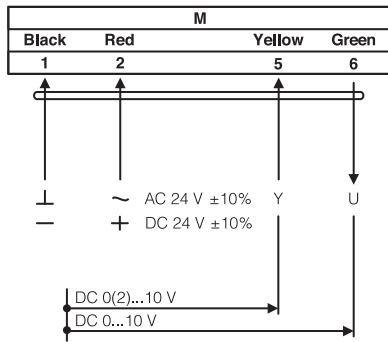 M
Black Red Yellow Green
1 2 5 6
⊥ ~ AC 24 V ±10% Y U
− + DC 24 V ±10%
DC 0(2)...10 V
DC 0...10 V